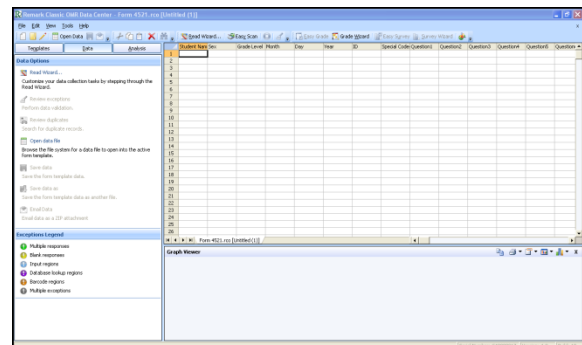 Remark Classic OMR Data Center - Form 4521.rco [Untitled (1)]
File Edit View Tools Help
Open Data Read Wizard... Easy Scan Easy Grade Grade Wizard Easy Survey Survey Wizard
Templates Data Analysis
Student Nam Sex Grade Level Month Day Year ID Special Code Question1 Question2 Question3 Question4 Question5 Question
1
2
3
4
5
6
7
8
9
10
11
12
13
14
15
16
17
18
19
20
21
22
23
24
25
26
Data Options
Read Wizard...
Customize your data collection tasks by stepping through the
Read Wizard.
Review exceptions
Perform data validation.
Review duplicates
Search for duplicate records.
Open data file
Browse the file system for a data file to open into the active
form template.
Save data
Save the form template data.
Save data as
Save the form template data as another file.
Email Data
Email data as a ZIP attachment
Exceptions Legend
Multiple responses
Blank responses
Input regions
Database lookup regions
Barcode regions
Multiple exceptions
Form 4521.rco [Untitled (1)]
Graph Viewer